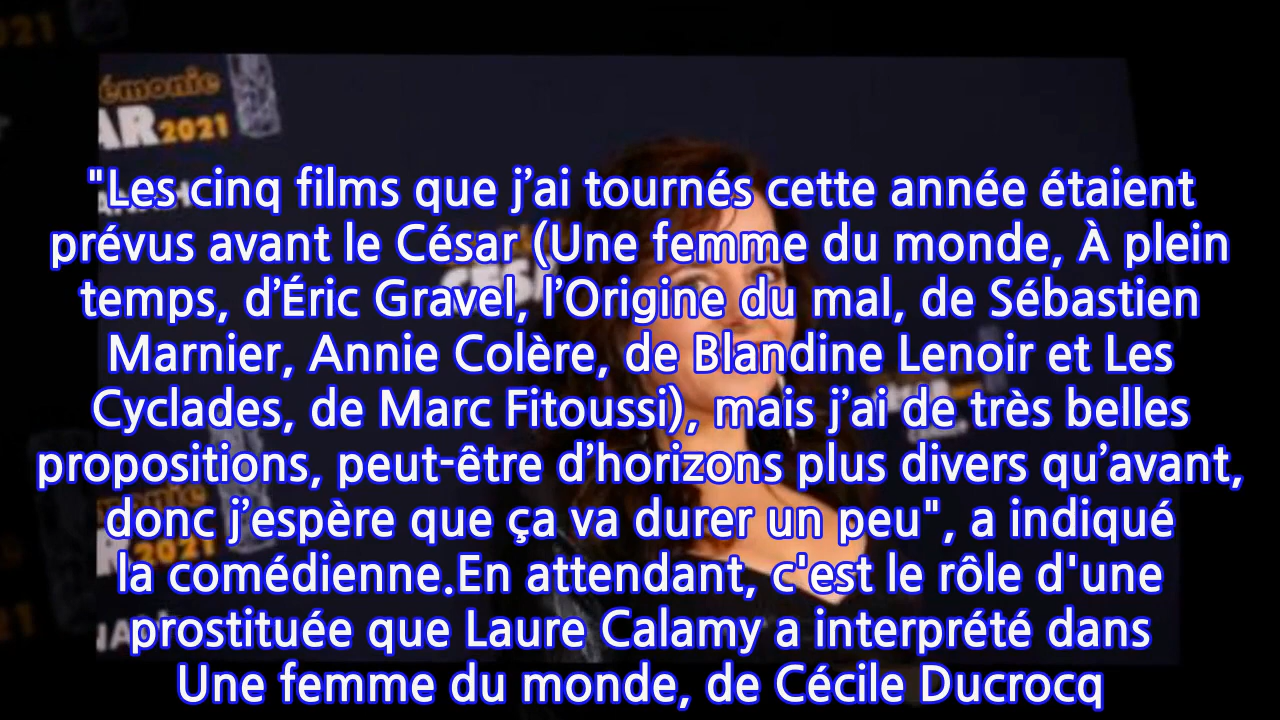 021
émonie
AR2021
"Les cinq films que j’ai tournés cette année étaient
prévus avant le César (Une femme du monde, À plein
temps, d’Éric Gravel, l’Origine du mal, de Sébastien
Marnier, Annie Colère, de Blandine Lenoir et Les
Cyclades, de Marc Fitoussi), mais j’ai de très belles
propositions, peut-être d’horizons plus divers qu’avant,
donc j’espère que ça va durer un peu", a indiqué
la comédienne.En attendant, c'est le rôle d'une
prostituée que Laure Calamy a interprété dans
Une femme du monde, de Cécile Ducrocq